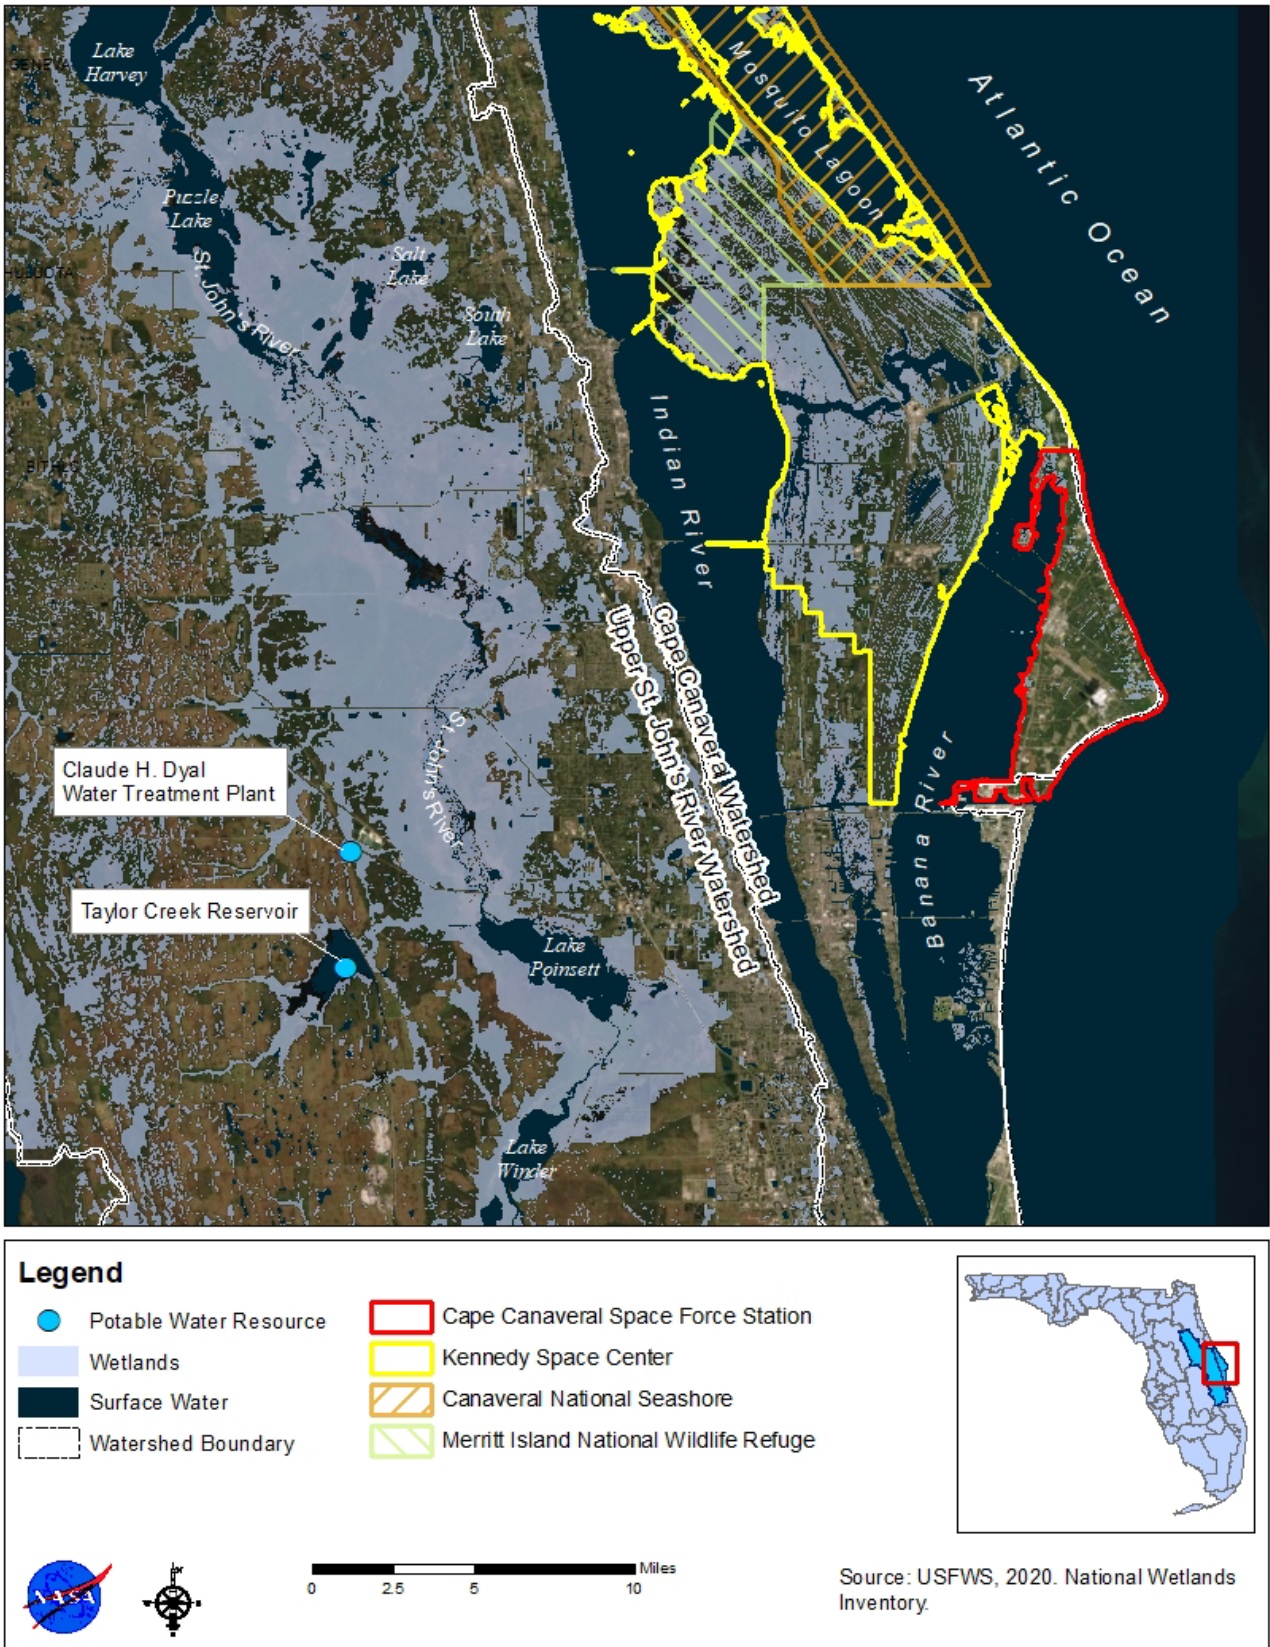 GENEVA
Lake
Harvey
Mosquito Lagoon
Atlantic Ocean
Puzzle
Lake
St. John's River
Salt
Lake
South
Lake
Indian River
Cape Canaveral Watershed
Upper St. John's River Watershed
St. John's River
Claude H. Dyal
Water Treatment Plant
Taylor Creek Reservoir
Banana River
Lake
Poinsett
Lake
Winder
Legend
Potable Water Resource
Wetlands
Surface Water
Watershed Boundary
Cape Canaveral Space Force Station
Kennedy Space Center
Canaveral National Seashore
Merritt Island National Wildlife Refuge
NASA
0 2.5 5 10 Miles
Source: USFWS, 2020. National Wetlands
Inventory.